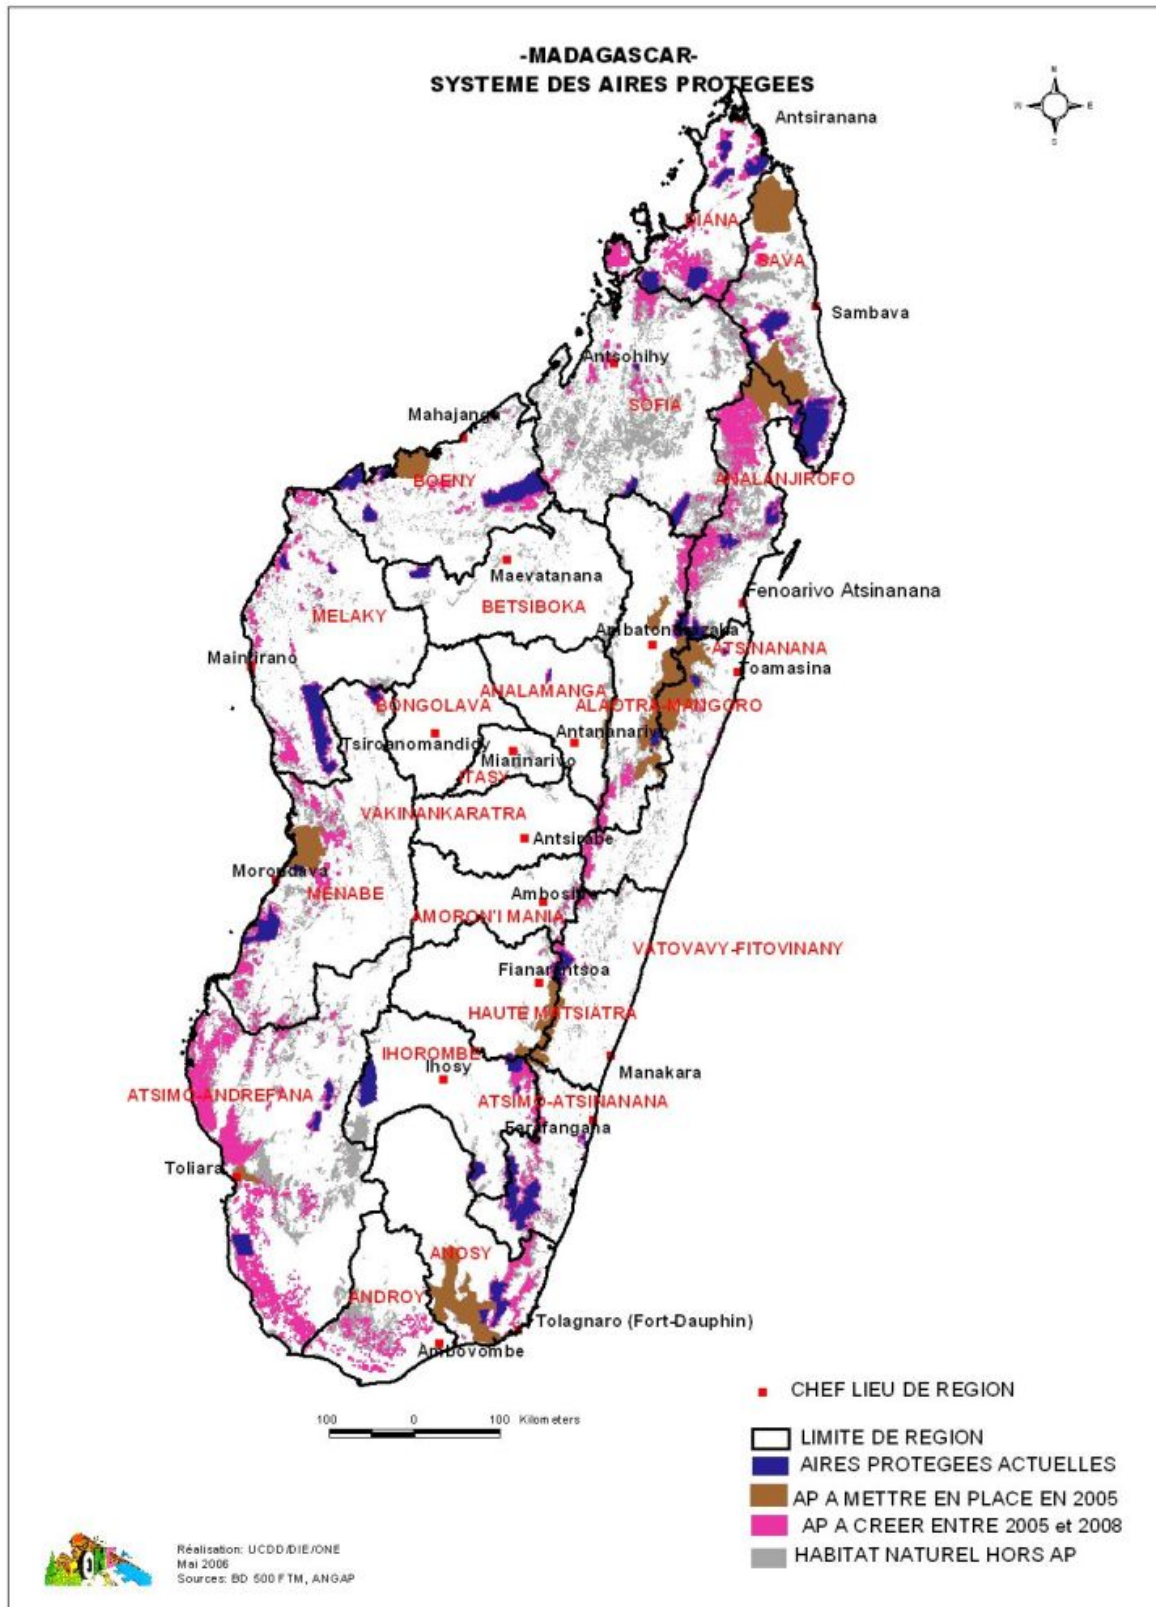 -MADAGASCAR-
SYSTEME DES AIRES PROTEGEES
N
W
E
S
Antsiranana
DIANA
SAVA
Sambava
Antsohihy
SOFIA
Mahajanga
BOENY
ANALANJIROFO
Maevatanana
BETSIBOKA
Fenoarivo Atsinanana
MELAKY
Ambatondrazaka
ATSINANANA
Maintirano
Toamasina
ANALAMANGA
BONGOLAVA
ALAOTRA-MANGORO
Antananarivo
Tsiroanomandidy
Miarinarivo
ITASY
VAKINANKARATRA
Antsirabe
Morondava
MENABE
Ambositra
AMORON'I MANIA
VATOVAVY-FITOVINANY
Fianarantsoa
HAUTE MATSIATRA
IHOROMBE
Ihosy
Manakara
ATSIMO-ANDREFANA
ATSIMO-ATSINANANA
Farafangana
Toliara
ANOSY
ANDROY
Tolagnaro (Fort-Dauphin)
Ambovombe
100 0 100 Kilometers
CHEF LIEU DE REGION
LIMITE DE REGION
AIRES PROTEGEES ACTUELLES
AP A METTRE EN PLACE EN 2005
AP A CREER ENTRE 2005 et 2008
HABITAT NATUREL HORS AP
Réalisation: UCDD/DIE/ONE
Mai 2006
Sources: BD 500 FTM, ANGAP